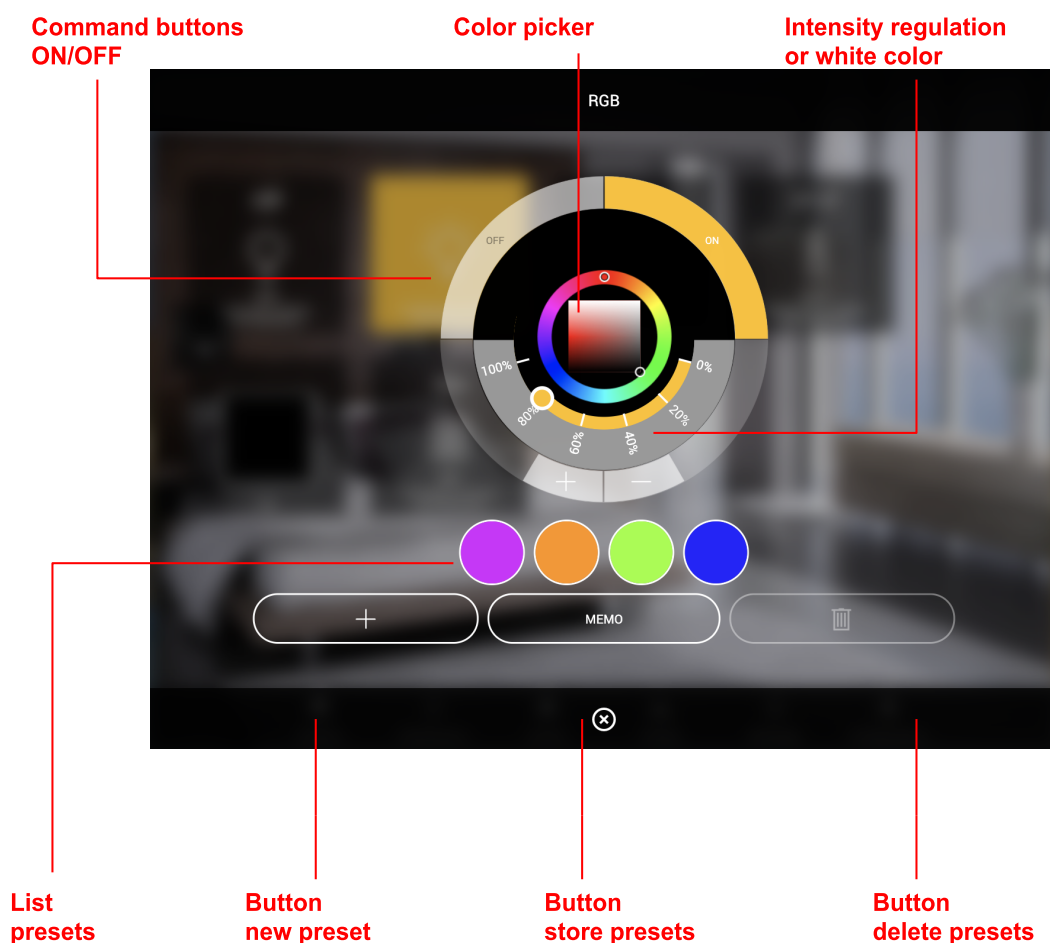 Command buttons
ON/OFF
Color picker
Intensity regulation
or white color
RGB
OFF
ON
100%
0%
80%
20%
60%
40%
MEMO
List
presets
Button
new preset
Button
store presets
Button
delete presets